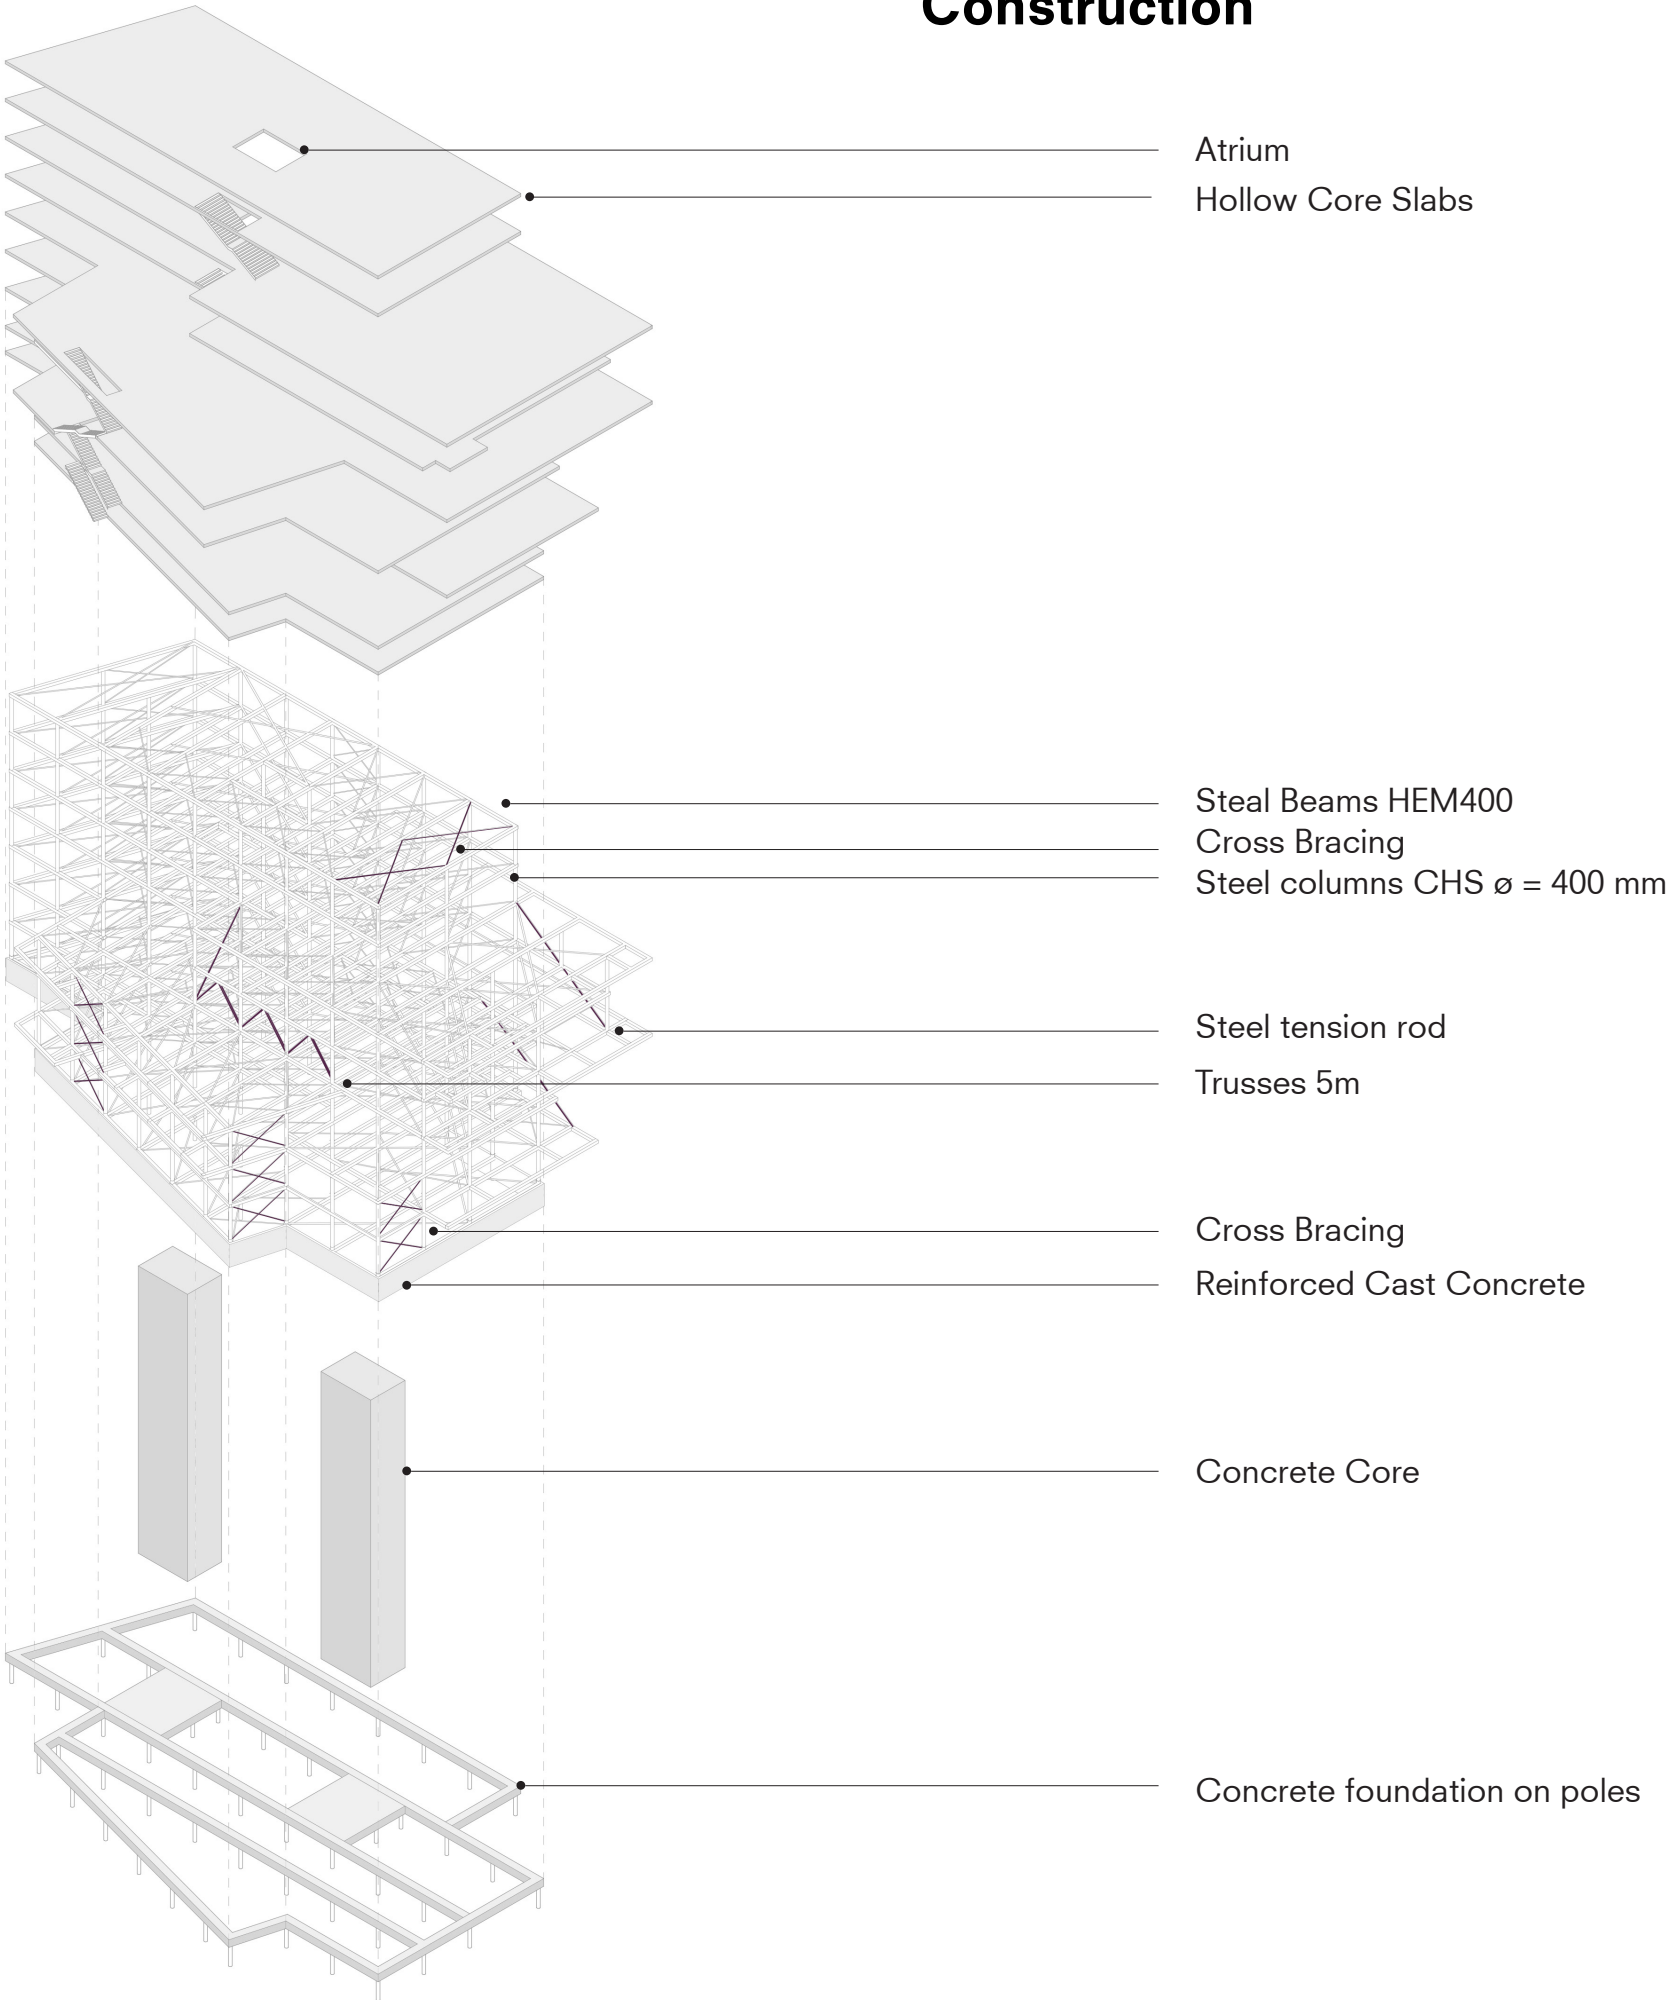 Construction
Atrium
Hollow Core Slabs
Steal Beams HEM400
Cross Bracing
Steel columns CHS ø = 400 mm
Steel tension rod
Trusses 5m
Cross Bracing
Reinforced Cast Concrete
Concrete Core
Concrete foundation on poles